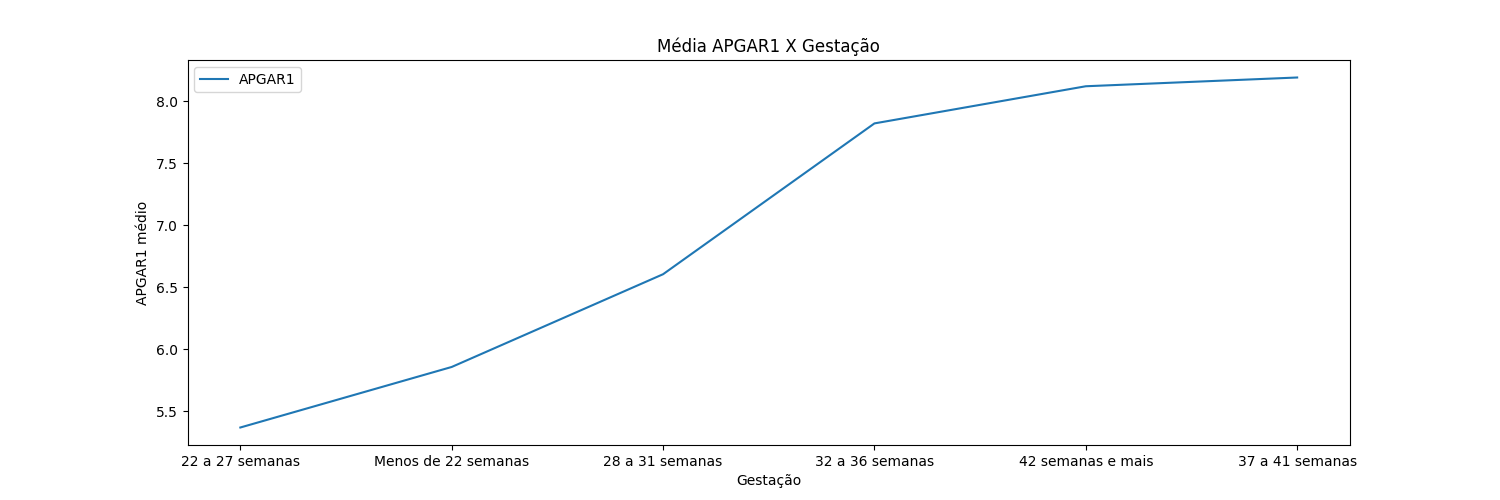 Média APGAR1 X Gestação
APGAR1
APGAR1 médio
8.0
7.5
7.0
6.5
6.0
5.5
22 a 27 semanas
Menos de 22 semanas
28 a 31 semanas
32 a 36 semanas
42 semanas e mais
37 a 41 semanas
Gestação